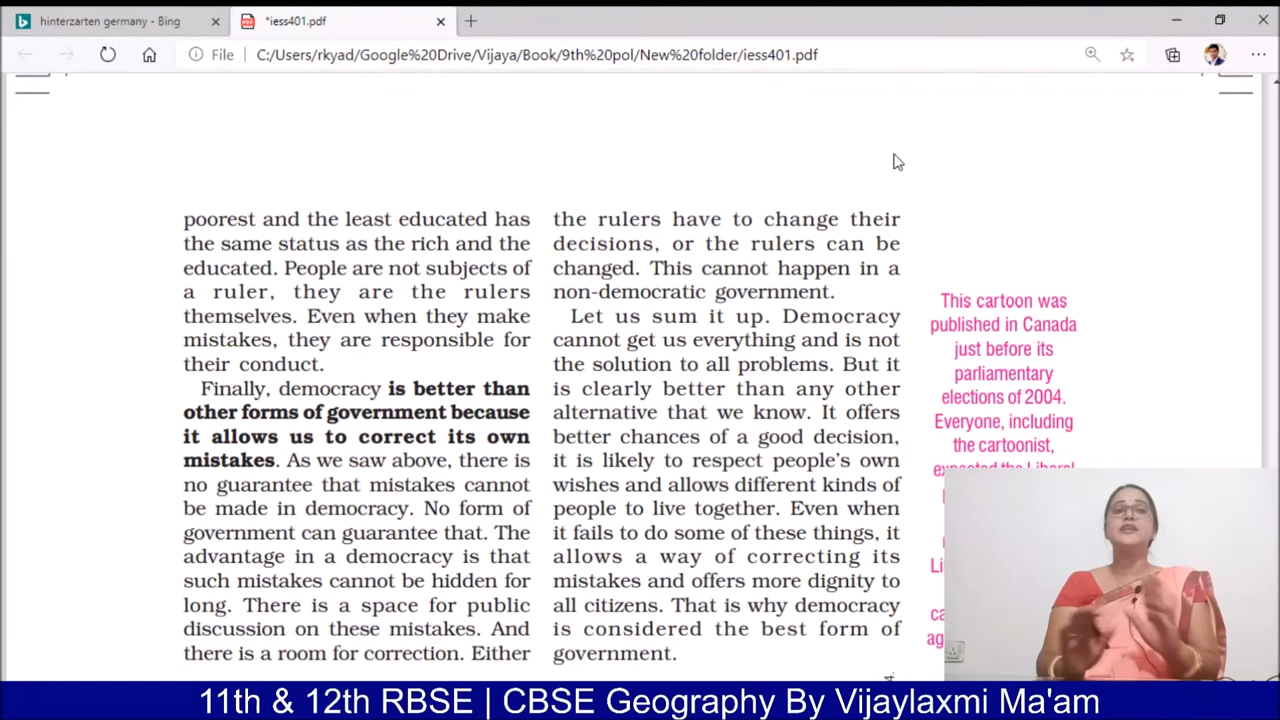 hinterzarten germany - Bing
*iess401.pdf
File
C:/Users/rkyad/Google%20Drive/Vijaya/Book/9th%20pol/New%20folder/iess401.pdf
poorest and the least educated has
the same status as the rich and the
educated. People are not subjects of
a ruler, they are the rulers
themselves. Even when they make
mistakes, they are responsible for
their conduct.
Finally, democracy is better than
other forms of government because
it allows us to correct its own
mistakes. As we saw above, there is
no guarantee that mistakes cannot
be made in democracy. No form of
government can guarantee that. The
advantage in a democracy is that
such mistakes cannot be hidden for
long. There is a space for public
discussion on these mistakes. And
there is a room for correction. Either
the rulers have to change their
decisions, or the rulers can be
changed. This cannot happen in a
non-democratic government.
Let us sum it up. Democracy
cannot get us everything and is not
the solution to all problems. But it
is clearly better than any other
alternative that we know. It offers
better chances of a good decision,
it is likely to respect people's own
wishes and allows different kinds of
people to live together. Even when
it fails to do some of these things, it
allows a way of correcting its
mistakes and offers more dignity to
all citizens. That is why democracy
is considered the best form of
government.
This cartoon was
published in Canada
just before its
parliamentary
elections of 2004.
Everyone, including
the cartoonist,
11th & 12th RBSE | CBSE Geography By Vijaylaxmi Ma'am